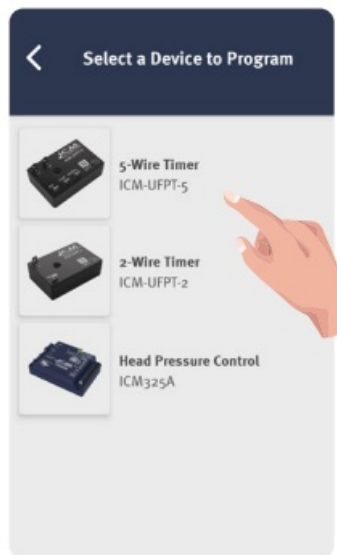 Select a Device to Program
5-Wire Timer
ICM-UFPT-5
2-Wire Timer
ICM-UFPT-2
Head Pressure Control
ICM325A